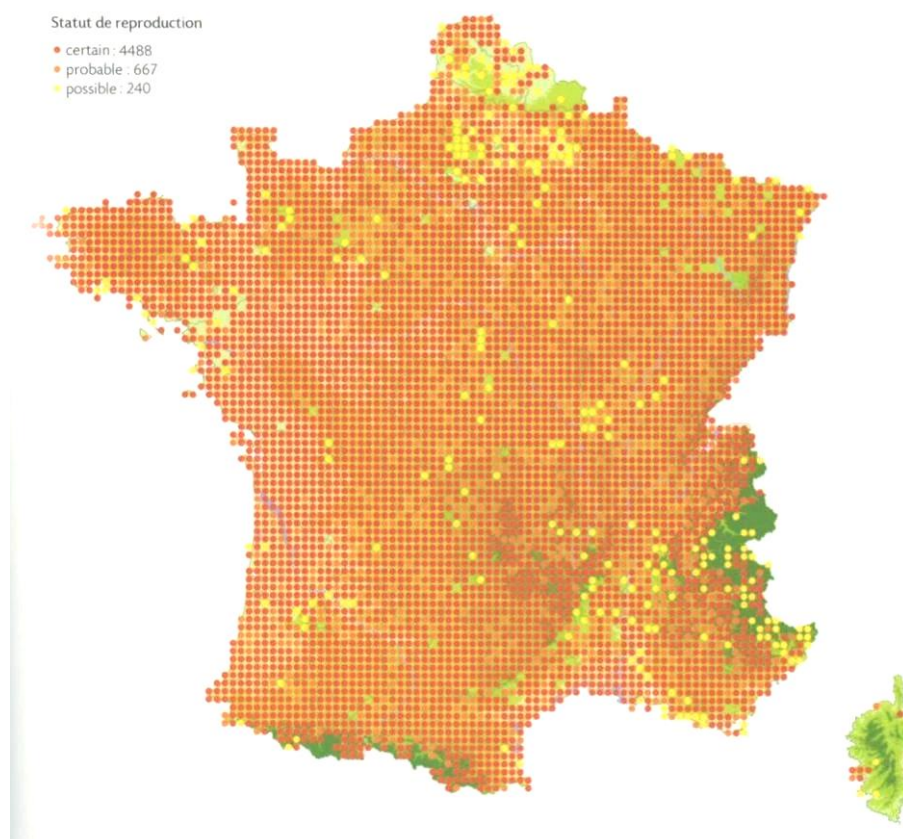 Statut de reproduction
certain : 4488
probable : 667
possible : 240